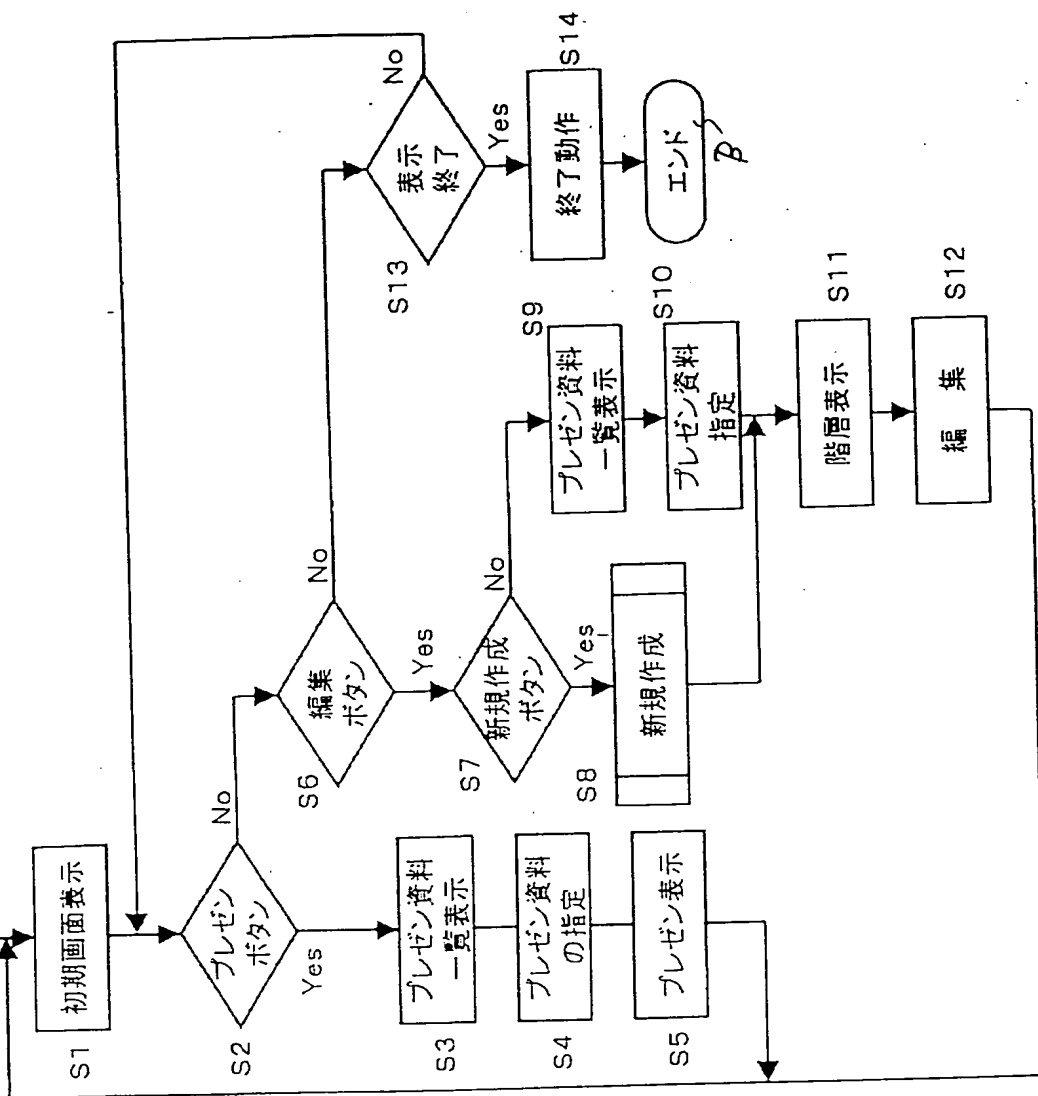 S1
初期画面表示
S2
プレゼン
ボタン
No
Yes
S3
プレゼン資料
一覧表示
S4
プレゼン資料
の指定
S5
プレゼン表示
S6
編集
ボタン
No
Yes
S7
新規作成
ボタン
No
Yes
S8
新規作成
S9
プレゼン資料
一覧表示
S10
プレゼン資料
指定
S11
階層表示
S12
編 集
S13
表示
終了
No
Yes
S14
終了動作
エンド
B